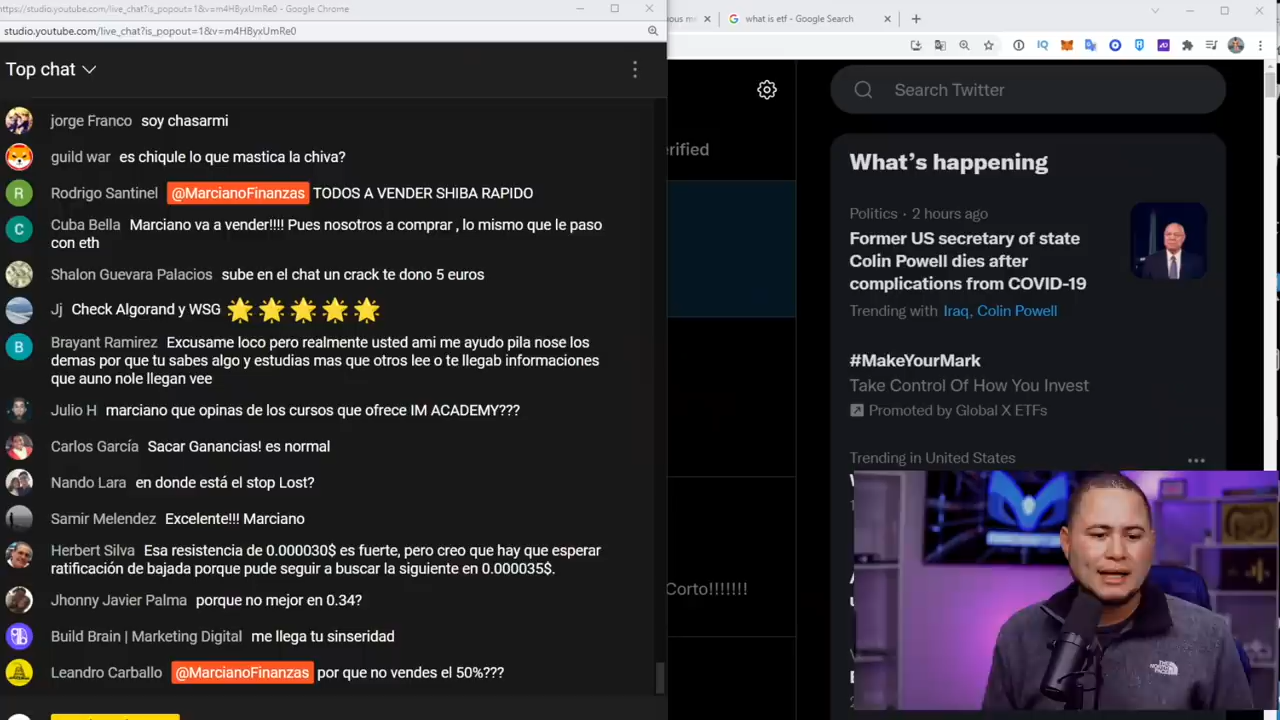 https://studio.youtube.com/live_chat?is_popout=1&v=m4HByxUmRe0 - Google Chrome
studio.youtube.com/live_chat?is_popout=1&v=m4HByxUmRe0
Top chat
jorge Franco soy chasarmi
guild war es chiqule lo que mastica la chiva?
Rodrigo Santinel @MarcianoFinanzas TODOS A VENDER SHIBA RAPIDO
Cuba Bella Marciano va a vender!!!! Pues nosotros a comprar , lo mismo que le paso
con eth
Shalon Guevara Palacios sube en el chat un crack te dono 5 euros
Jj Check Algorand y WSG
Brayant Ramirez Excusame loco pero realmente usted ami me ayudo pila nose los
demas por que tu sabes algo y estudias mas que otros lee o te llegab informaciones
que auno nole llegan vee
Julio H marciano que opinas de los cursos que ofrece IM ACADEMY???
Carlos García Sacar Ganancias! es normal
Nando Lara en donde está el stop Lost?
Samir Melendez Excelente!!! Marciano
Herbert Silva Esa resistencia de 0.000030$ es fuerte, pero creo que hay que esperar
ratificación de bajada porque pude seguir a buscar la siguiente en 0.000035$.
Jhonny Javier Palma porque no mejor en 0.34?
Build Brain | Marketing Digital me llega tu sinseridad
Leandro Carballo @MarcianoFinanzas por que no vendes el 50%???
what is etf - Google Search
IQ
erified
Corto!!!!!!!
Search Twitter
What's happening
Politics · 2 hours ago
Former US secretary of state
Colin Powell dies after
complications from COVID-19
Trending with Iraq, Colin Powell
#MakeYourMark
Take Control Of How You Invest
Promoted by Global X ETFs
Trending in United States